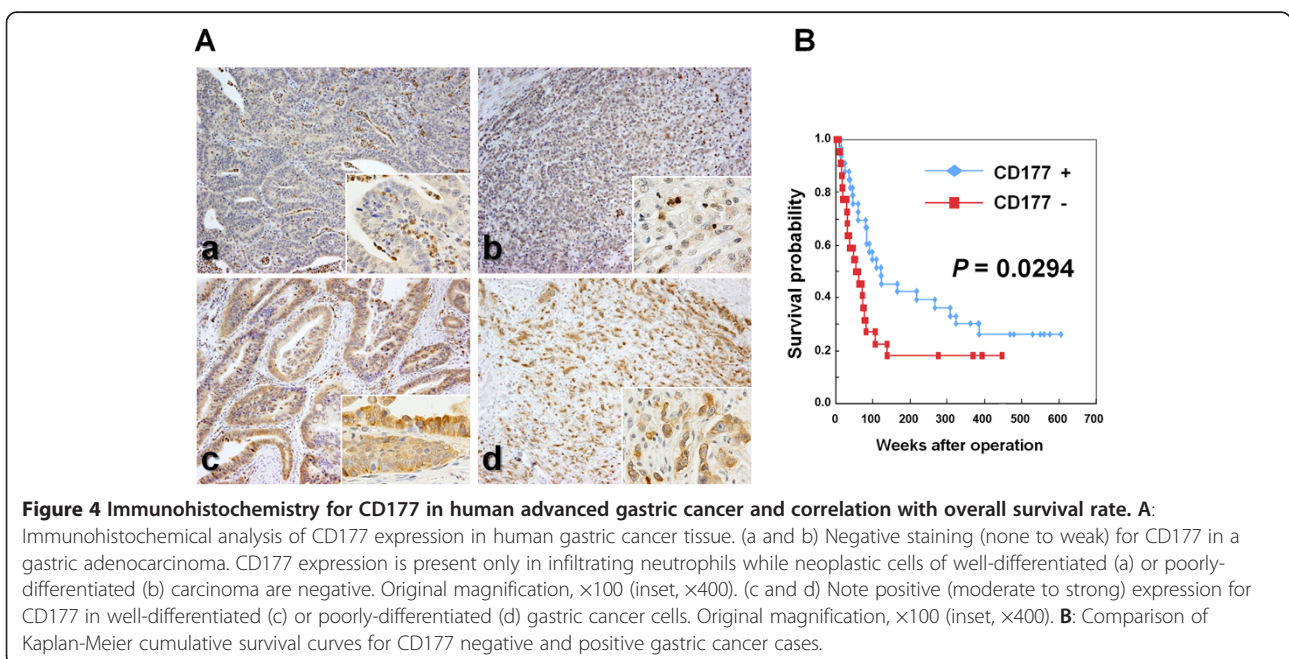 A
B
a
b
c
d
1.0
0.8
0.6
0.4
0.2
0.0
Survival probability
CD177 +
CD177 -
P = 0.0294
0 100 200 300 400 500 600 700
Weeks after operation
Figure 4 Immunohistochemistry for CD177 in human advanced gastric cancer and correlation with overall survival rate. A:
Immunohistochemical analysis of CD177 expression in human gastric cancer tissue. (a and b) Negative staining (none to weak) for CD177 in a
gastric adenocarcinoma. CD177 expression is present only in infiltrating neutrophils while neoplastic cells of well-differentiated (a) or poorly-
differentiated (b) carcinoma are negative. Original magnification, ×100 (inset, ×400). (c and d) Note positive (moderate to strong) expression for
CD177 in well-differentiated (c) or poorly-differentiated (d) gastric cancer cells. Original magnification, ×100 (inset, ×400). B: Comparison of
Kaplan-Meier cumulative survival curves for CD177 negative and positive gastric cancer cases.